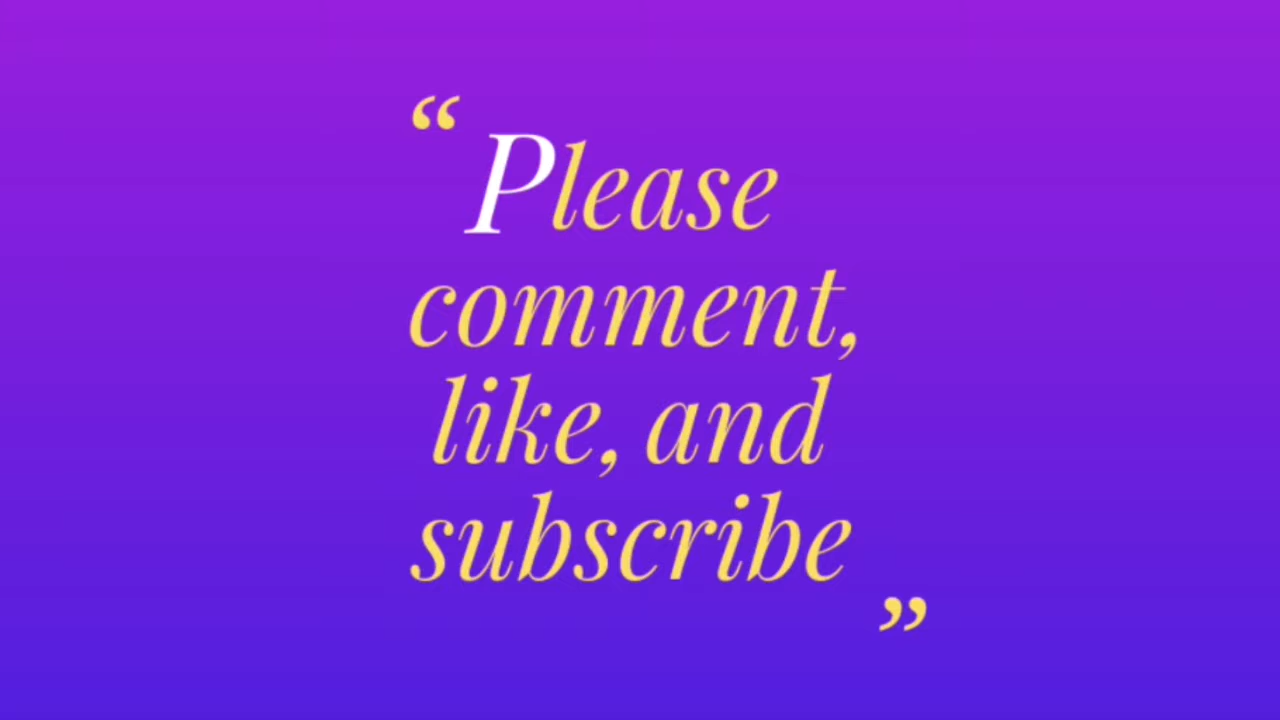 “ Please
comment,
like, and
subscribe ”